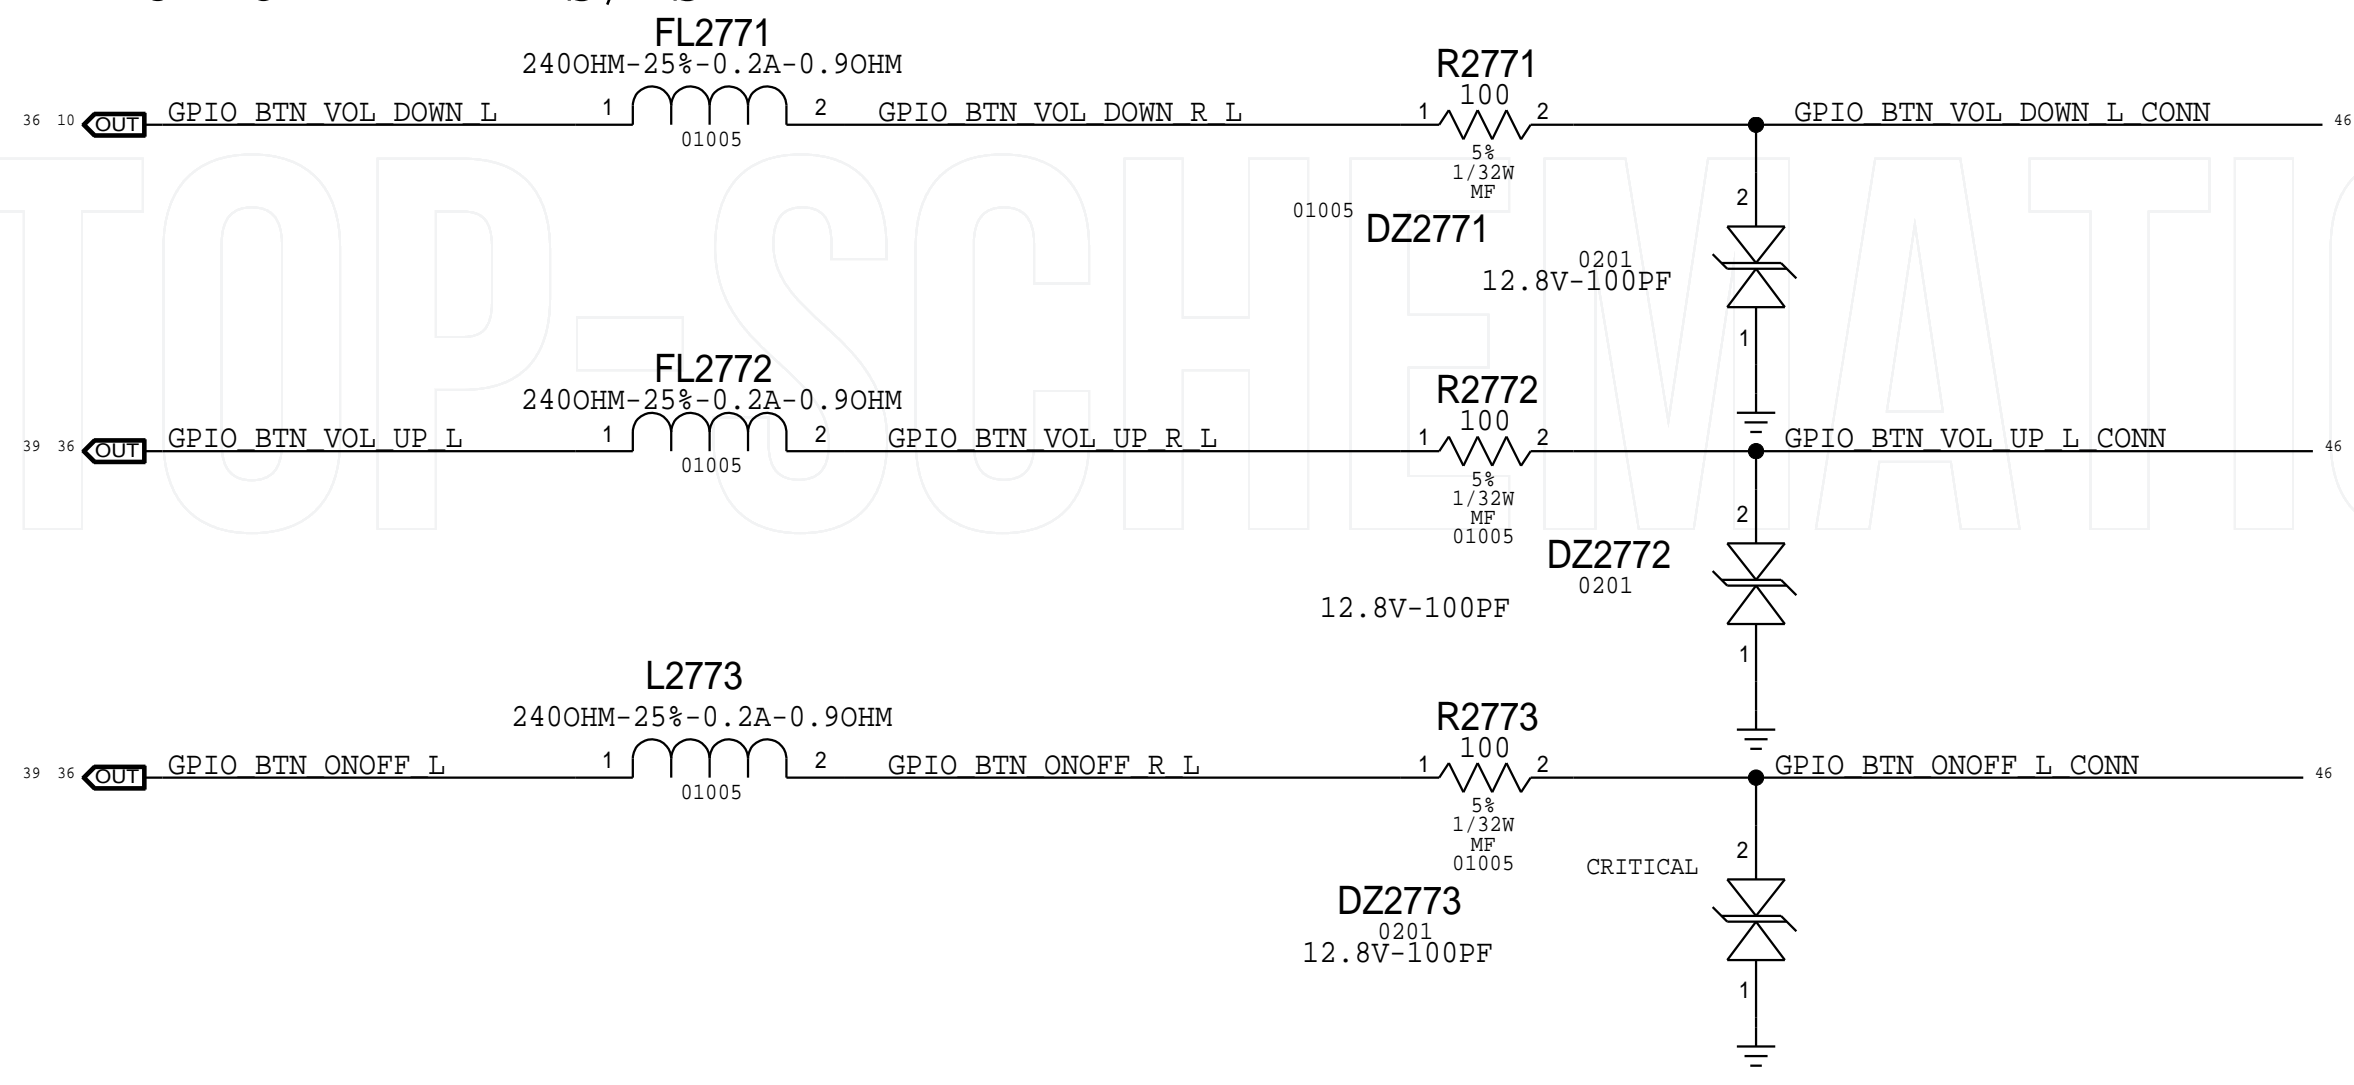 FL2771
240OHM-25%-0.2A-0.9OHM
R2771
100
36 10 OUT GPIO_BTN_VOL_DOWN_L 1 2 GPIO_BTN_VOL_DOWN_R_L 1 2 GPIO_BTN_VOL_DOWN_L_CONN 46
01005
5%
1/32W
MF
2
01005
DZ2771
0201
12.8V-100PF
1
TOP-SCHEMATIC
FL2772
240OHM-25%-0.2A-0.9OHM
R2772
100
39 36 OUT GPIO_BTN_VOL_UP_L 1 2 GPIO_BTN_VOL_UP_R_L 1 2 GPIO_BTN_VOL_UP_L_CONN 46
01005
5%
1/32W
MF
01005
2
DZ2772
0201
12.8V-100PF
1
L2773
240OHM-25%-0.2A-0.9OHM
R2773
100
39 36 OUT GPIO_BTN_ONOFF_L 1 2 GPIO_BTN_ONOFF_R_L 1 2 GPIO_BTN_ONOFF_L_CONN 46
01005
5%
1/32W
MF
01005
2
CRITICAL
DZ2773
0201
12.8V-100PF
1